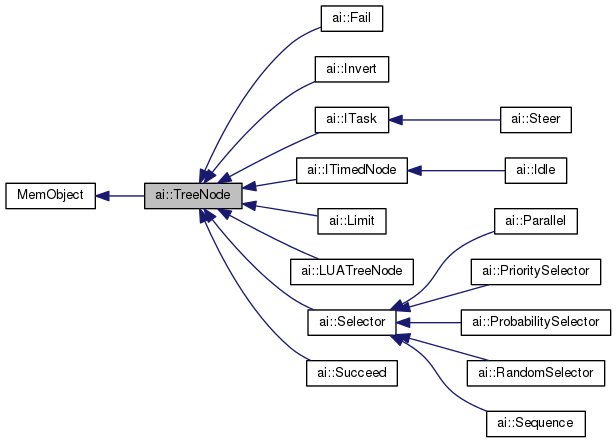 ai::Fail
ai::Invert
ai::ITask
ai::Steer
ai::ITimedNode
ai::Idle
MemObject
ai::TreeNode
ai::Limit
ai::Parallel
ai::LUATreeNode
ai::PrioritySelector
ai::Selector
ai::ProbabilitySelector
ai::Succeed
ai::RandomSelector
ai::Sequence